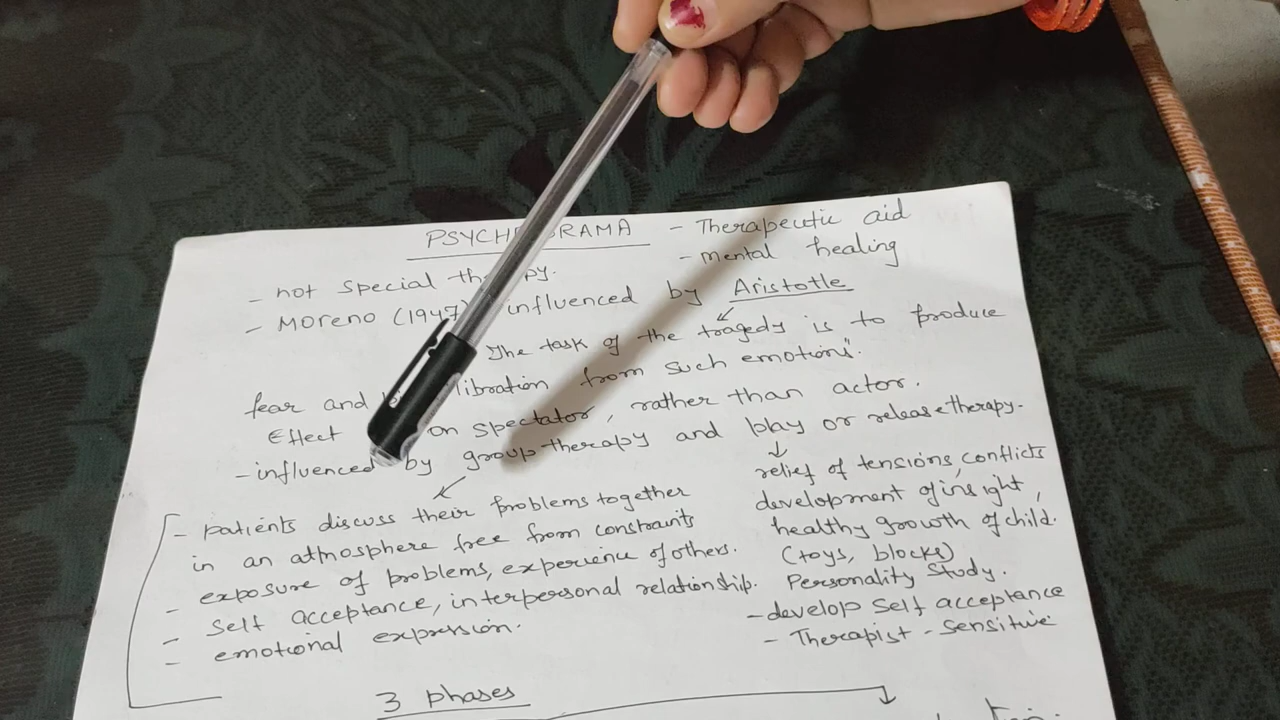 PSYCHODRAMA - Therapeutic aid
- mental healing
- not special therapy.
- Moreno (1947) influenced by Aristotle
The task of the tragedy is to produce
fear and libration from such emotions".
Effect on spectator, rather than actor.
- influenced by group therapy and play or release therapy.
- patients discuss their problems together
in an atmosphere free from constraints
- exposure of problems, experience of others.
- self acceptance, interpersonal relationship.
- emotional expression.
relief of tensions, conflicts
development of insight,
healthy growth of child.
(toys, blocks)
Personality Study.
- develop self acceptance
- Therapist - sensitive
3 phases